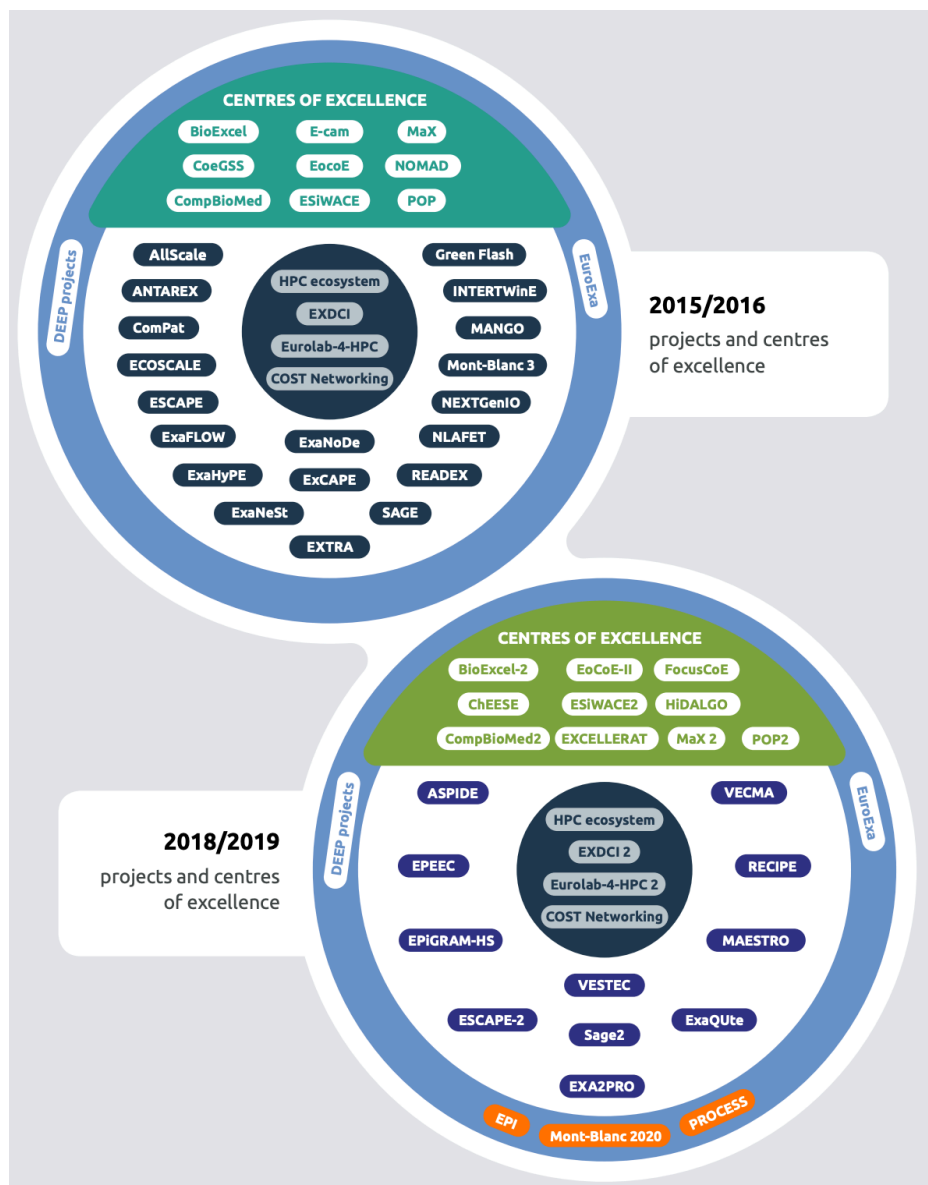 CENTRES OF EXCELLENCE
BioExcel
E-cam
MaX
CoeGSS
EocoE
NOMAD
CompBioMed
ESiWACE
POP
DEEP projects
EuroExa
AllScale
ANTAREX
ComPat
ECOSCALE
ESCAPE
ExaFLOW
ExaHyPE
ExaNeSt
EXTRA
HPC ecosystem
EXDCI
Eurolab-4-HPC
COST Networking
ExaNoDe
ExCAPE
Green Flash
INTERTWinE
MANGO
Mont-Blanc 3
NEXTGenIO
NLAFET
READEX
SAGE
2015/2016
projects and centres
of excellence
CENTRES OF EXCELLENCE
BioExcel-2
EoCoE-II
FocusCoE
ChEESE
ESiWACE2
HiDALGO
CompBioMed2
EXCELLERAT
MaX 2
POP2
DEEP projects
EuroExa
2018/2019
projects and centres
of excellence
ASPIDE
EPEEC
EPiGRAM-HS
ESCAPE-2
HPC ecosystem
EXDCI 2
Eurolab-4-HPC 2
COST Networking
VESTEC
Sage2
EXA2PRO
VECMA
RECIPE
MAESTRO
ExaQUte
EPI
Mont-Blanc 2020
PROCESS